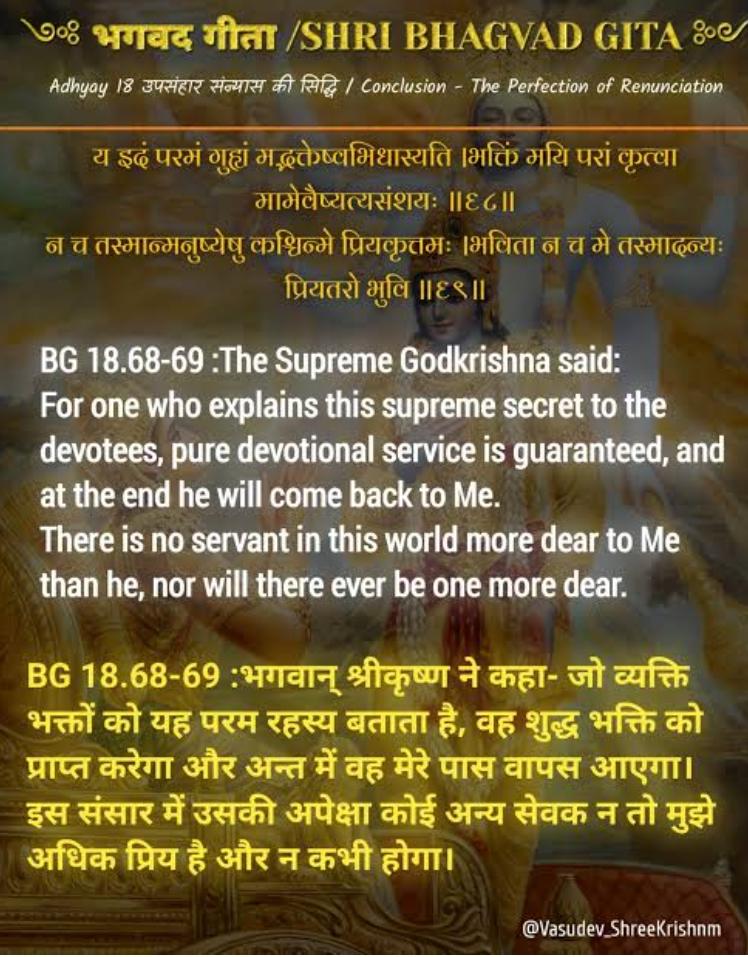 भगवद गीता /SHRI BHAGVAD GITA
Adhyay 18 उपसंहार संन्यास की सिद्धि / Conclusion - The Perfection of Renunciation
य इदं परमं गुह्यं मद्भक्तेष्वभिधास्यति |भक्तिं मयि परां कृत्वा
मामेवैष्यत्यसंशयः ||६८||
न च तस्मान्मनुष्येषु कश्चिन्मे प्रियकृत्तमः |भविता न च मे तस्मादन्यः
प्रियतरो भुवि ||६९||
BG 18.68-69 :The Supreme Godkrishna said:
For one who explains this supreme secret to the
devotees, pure devotional service is guaranteed, and
at the end he will come back to Me.
There is no servant in this world more dear to Me
than he, nor will there ever be one more dear.
BG 18.68-69 :भगवान् श्रीकृष्ण ने कहा- जो व्यक्ति
भक्तों को यह परम रहस्य बताता है, वह शुद्ध भक्ति को
प्राप्त करेगा और अन्त में वह मेरे पास वापस आएगा।
इस संसार में उसकी अपेक्षा कोई अन्य सेवक न तो मुझे
अधिक प्रिय है और न कभी होगा।
@Vasudev_ShreeKrishnm